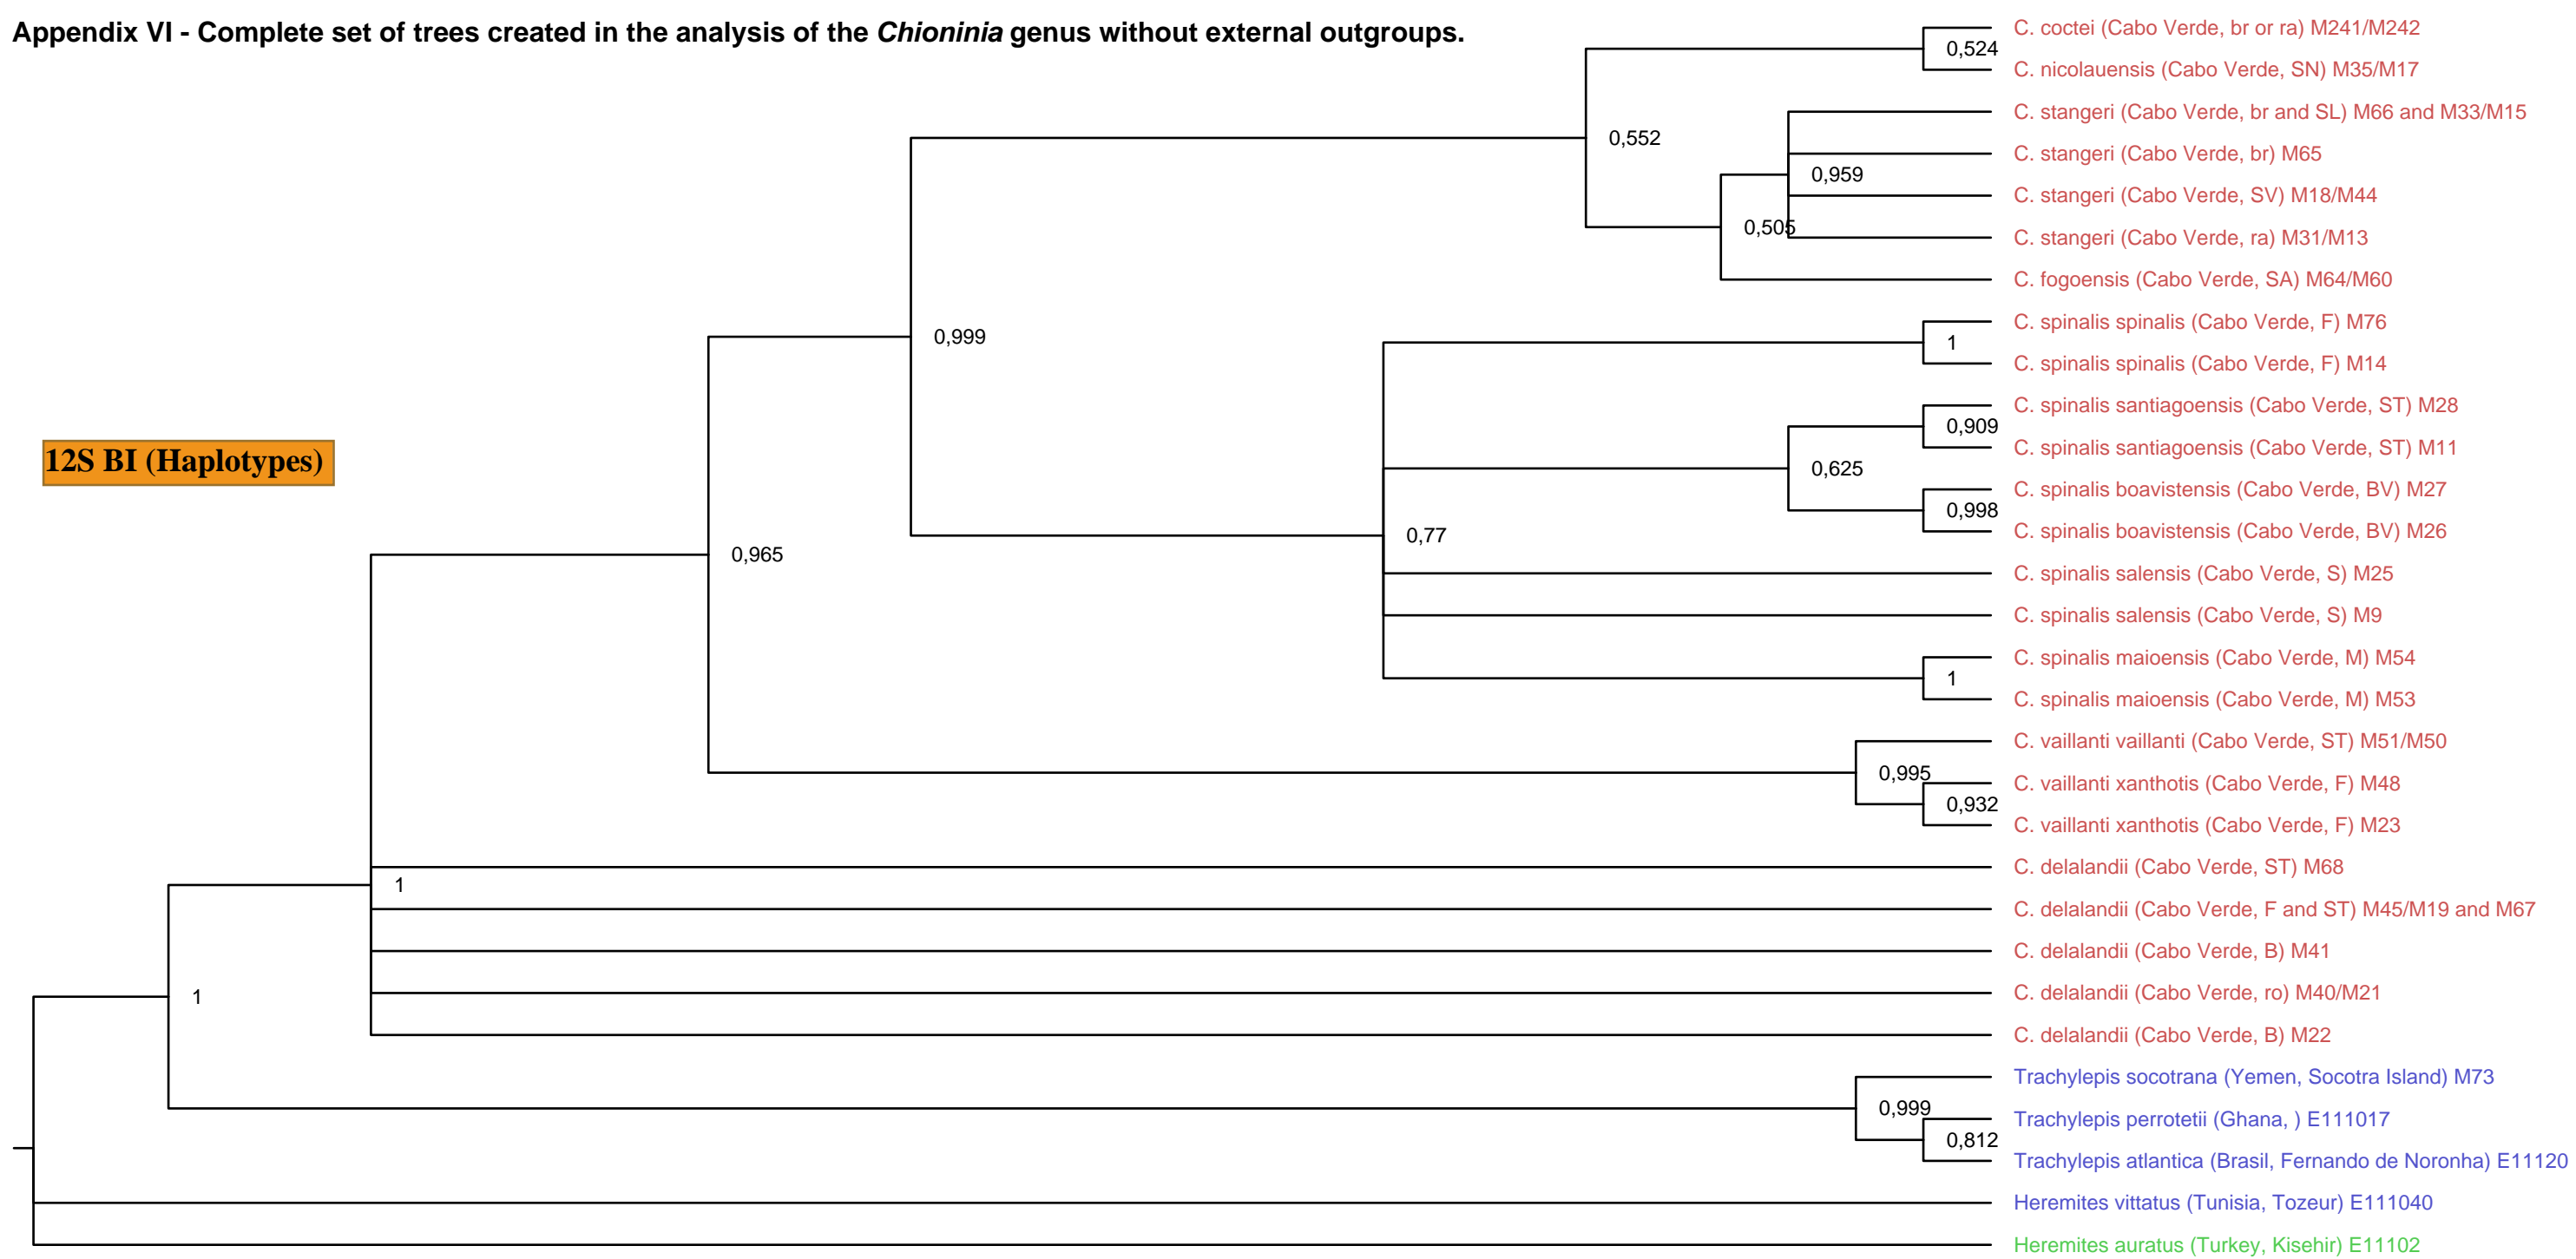 Appendix VI - Complete set of trees created in the analysis of the Chioninia genus without external outgroups.
C. coctei (Cabo Verde, br or ra) M241/M242
0,524
C. nicolauensis (Cabo Verde, SN) M35/M17
C. stangeri (Cabo Verde, br and SL) M66 and M33/M15
0,552
C. stangeri (Cabo Verde, br) M65
0,959
C. stangeri (Cabo Verde, SV) M18/M44
0,505
C. stangeri (Cabo Verde, ra) M31/M13
C. fogoensis (Cabo Verde, SA) M64/M60
C. spinalis spinalis (Cabo Verde, F) M76
0,999
1
C. spinalis spinalis (Cabo Verde, F) M14
C. spinalis santiagoensis (Cabo Verde, ST) M28
0,909
C. spinalis santiagoensis (Cabo Verde, ST) M11
12S BI (Haplotypes)
0,625
C. spinalis boavistensis (Cabo Verde, BV) M27
0,998
C. spinalis boavistensis (Cabo Verde, BV) M26
0,77
0,965
C. spinalis salensis (Cabo Verde, S) M25
C. spinalis salensis (Cabo Verde, S) M9
C. spinalis maioensis (Cabo Verde, M) M54
1
C. spinalis maioensis (Cabo Verde, M) M53
C. vaillanti vaillanti (Cabo Verde, ST) M51/M50
0,995
C. vaillanti xanthotis (Cabo Verde, F) M48
0,932
C. vaillanti xanthotis (Cabo Verde, F) M23
C. delalandii (Cabo Verde, ST) M68
1
C. delalandii (Cabo Verde, F and ST) M45/M19 and M67
C. delalandii (Cabo Verde, B) M41
C. delalandii (Cabo Verde, ro) M40/M21
1
C. delalandii (Cabo Verde, B) M22
Trachylepis socotrana (Yemen, Socotra Island) M73
0,999
Trachylepis perrotetii (Ghana, ) E111017
0,812
Trachylepis atlantica (Brasil, Fernando de Noronha) E11120
Heremites vittatus (Tunisia, Tozeur) E111040
Heremites auratus (Turkey, Kisehir) E11102